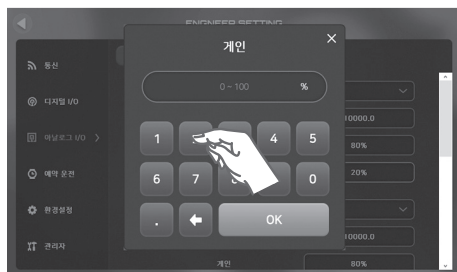 ENGNEER SETTING
게인
×
통신
0 ~ 100 %
디지털 I/O
10000.0
아날로그 I/O 〉
1 4 5
80%
예약 운전
6 7 8 0
20%
환경설정
. OK
10000.0
관리자
게인 80%